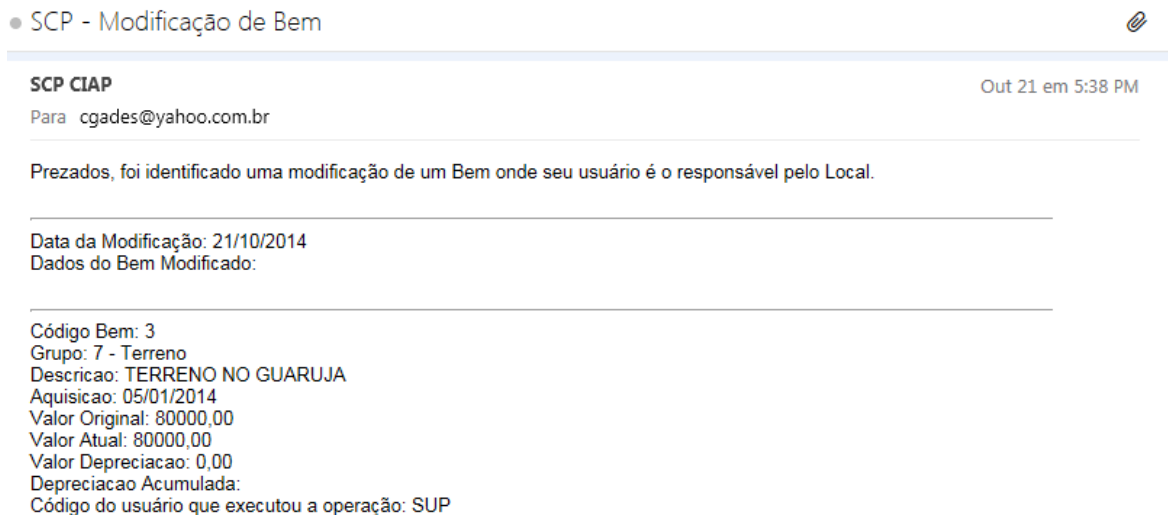 SCP - Modificação de Bem
SCP CIAP
Out 21 em 5:38 PM
Para cgades@yahoo.com.br
Prezados, foi identificado uma modificação de um Bem onde seu usuário é o responsável pelo Local.
Data da Modificação: 21/10/2014
Dados do Bem Modificado:
Código Bem: 3
Grupo: 7 - Terreno
Descricao: TERRENO NO GUARUJA
Aquisicao: 05/01/2014
Valor Original: 80000,00
Valor Atual: 80000,00
Valor Depreciacao: 0,00
Depreciacao Acumulada:
Código do usuário que executou a operação: SUP